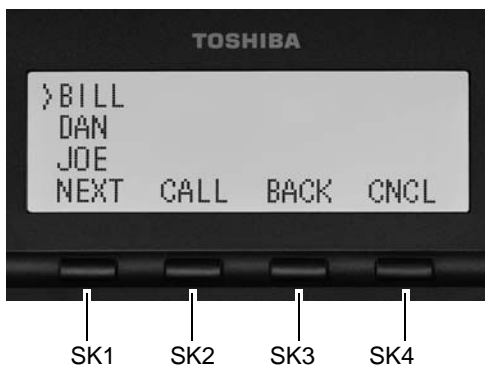 TOSHIBA
>BILL
DAN
JOE
NEXT CALL BACK CNCL
SK1 SK2 SK3 SK4